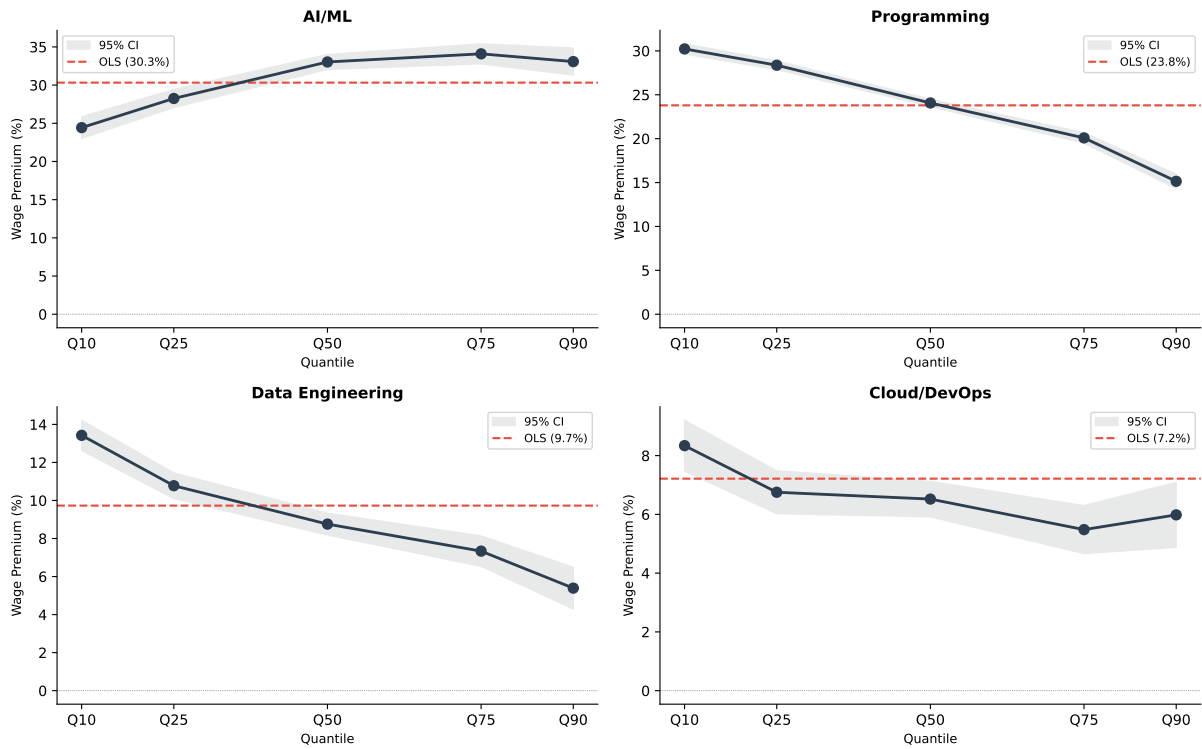 AI/ML
95% CI
OLS (30.3%)
Wage Premium (%)
35
30
25
20
15
10
5
0
Q10 Q25 Q50 Q75 Q90
Quantile
Programming
95% CI
OLS (23.8%)
Wage Premium (%)
30
25
20
15
10
5
0
Q10 Q25 Q50 Q75 Q90
Quantile
Data Engineering
95% CI
OLS (9.7%)
Wage Premium (%)
14
12
10
8
6
4
2
0
Q10 Q25 Q50 Q75 Q90
Quantile
Cloud/DevOps
95% CI
OLS (7.2%)
Wage Premium (%)
8
6
4
2
0
Q10 Q25 Q50 Q75 Q90
Quantile